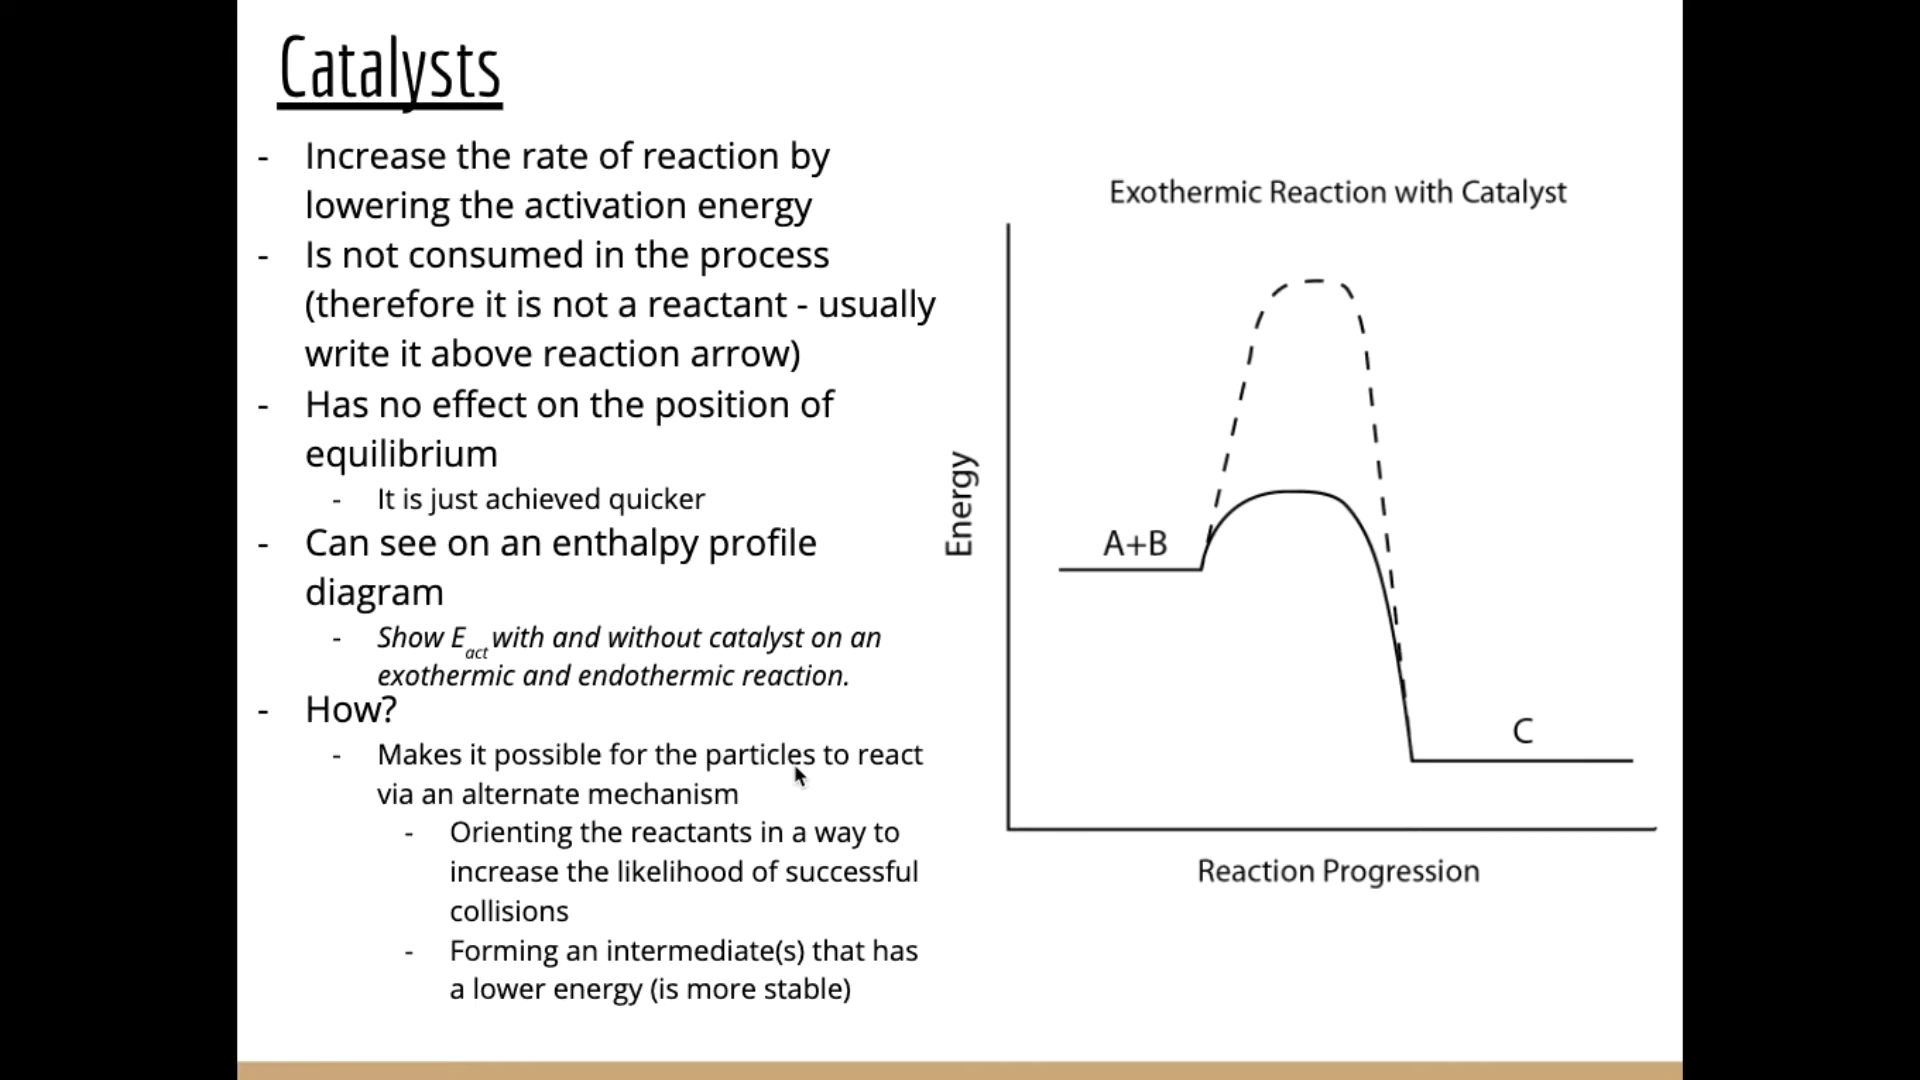 Catalysts
- Increase the rate of reaction by
lowering the activation energy
- Is not consumed in the process
(therefore it is not a reactant - usually
write it above reaction arrow)
- Has no effect on the position of
equilibrium
- It is just achieved quicker
- Can see on an enthalpy profile
diagram
- Show Eact with and without catalyst on an
exothermic and endothermic reaction.
- How?
- Makes it possible for the particles to react
via an alternate mechanism
- Orienting the reactants in a way to
increase the likelihood of successful
collisions
- Forming an intermediate(s) that has
a lower energy (is more stable)
Exothermic Reaction with Catalyst
Energy
A+B
C
Reaction Progression